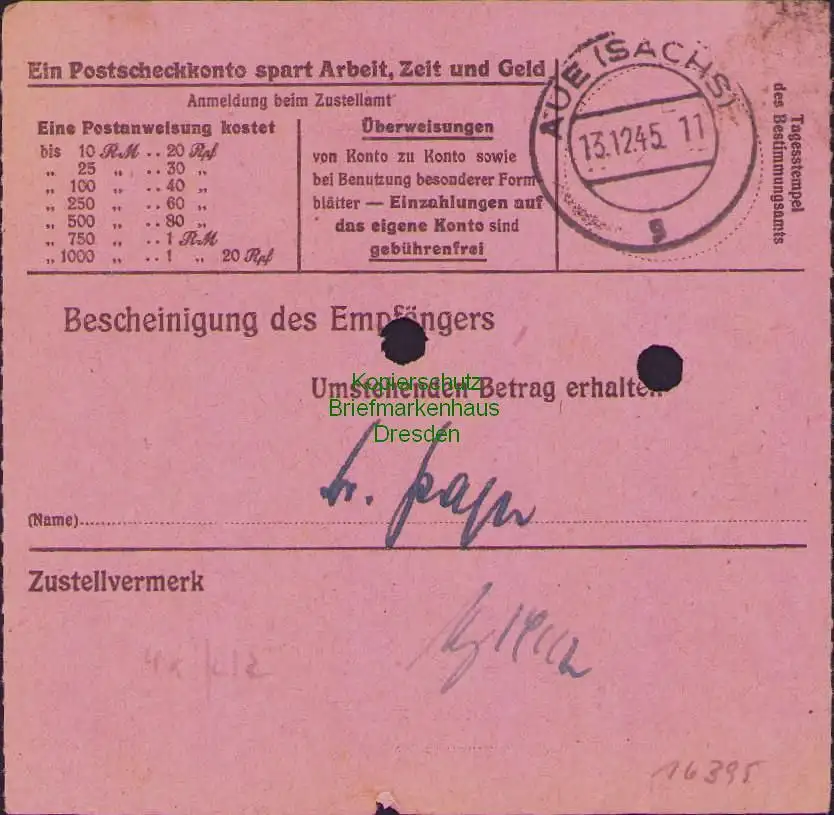 Ein Postscheckkonto spart Arbeit, Zeit und Geld
Anmeldung beim Zustellamt
Eine Postanweisung kostet
bis 10 RM .. 20 Rpf
„ 25 „ .. 30 „
„ 100 „ .. 40 „
„ 250 „ .. 60 „
„ 500 „ .. 80 „
„ 750 „ .. 1 RM
„ 1000 „ .. 1 „ 20 Rpf
Überweisungen
von Konto zu Konto sowie
bei Benutzung besonderer Form-
blätter — Einzahlungen auf
das eigene Konto sind
gebührenfrei
AUE (SACHS)
13.12.45. 11
g
Tagesstempel
des Bestimmungsamts
Bescheinigung des Empfängers
Umstehenden Betrag erhalten
Kopierschutz
Briefmarkenhaus
Dresden
(Name)
Zustellvermerk
16395